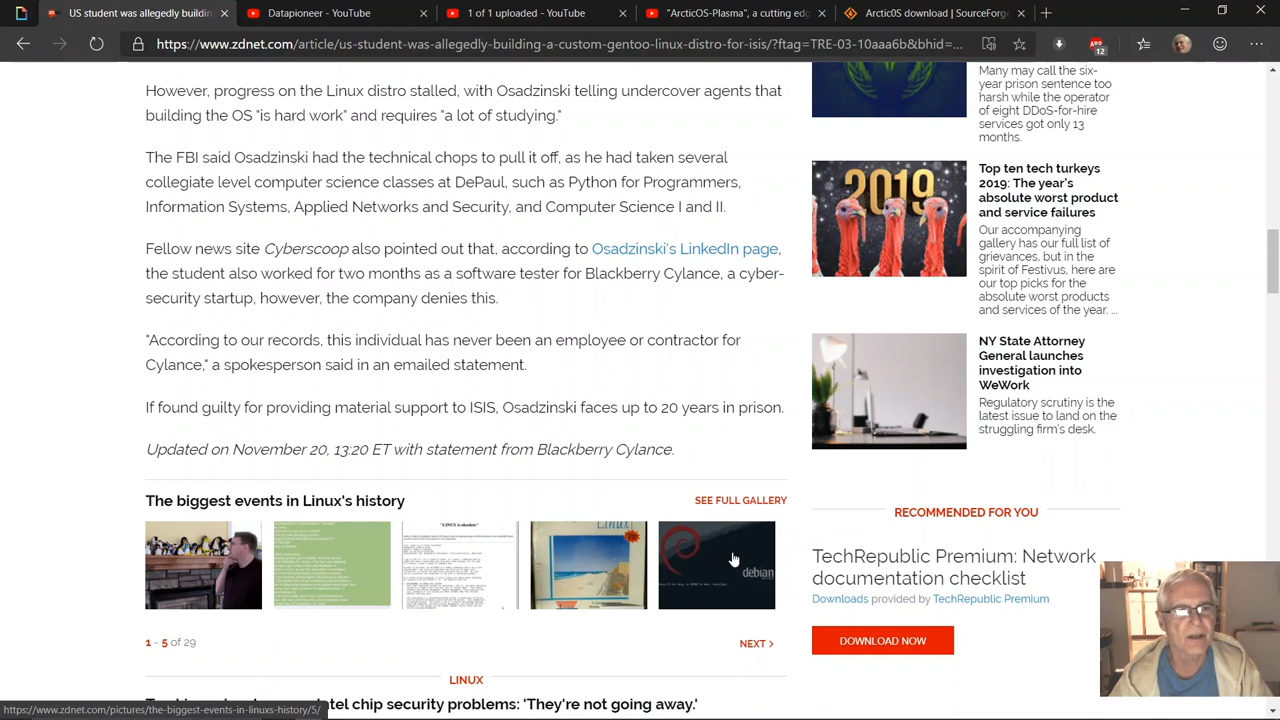 US student was allegedly building
Datapioneer - YouTube
1 of 1 uploaded - YouTube
"ArcticOS-Prisma", a cutting edg
ArcticOS download | SourceForg
https://www.zdnet.com/article/us-student-was-allegedly-building-a-custom-gentoo-linux-distro-for-isis/?ftag=TRE-03-10aaa6b&bhid=...
12
However, progress on the Linux distro stalled, with Osadzinski telling undercover agents that
building the OS "is hard work" and requires "a lot of studying."
The FBI said Osadzinski had the technical chops to pull it off, as he had taken several
collegiate level computer science classes at DePaul, such as Python for Programmers,
Information Systems, Applied Networks and Security, and Computer Science I and II.
Fellow news site Cyberscoop also pointed out that, according to Osadzinski's LinkedIn page,
the student also worked for two months as a software tester for Blackberry Cylance, a cyber-
security startup, however, the company denies this.
"According to our records, this individual has never been an employee or contractor for
Cylance," a spokesperson said in an emailed statement.
If found guilty for providing material support to ISIS, Osadzinski faces up to 20 years in prison.
Updated on November 20, 13:20 ET with statement from Blackberry Cylance.
The biggest events in Linux's history
SEE FULL GALLERY
"LINUX is obsolete"
Linux
debian
1 - 5 of 29
NEXT >
LINUX
ntel chip security problems: 'They're not going away.'
https://www.zdnet.com/pictures/the-biggest-events-in-linuxs-history/5/
Many may call the six-
year prison sentence too
harsh while the operator
of eight DDoS-for-hire
services got only 13
months.
2019
Top ten tech turkeys
2019: The year's
absolute worst product
and service failures
Our accompanying
gallery has our full list of
grievances, but in the
spirit of Festivus, here are
our top picks for the
absolute worst products
and services of the year. ...
NY State Attorney
General launches
investigation into
WeWork
Regulatory scrutiny is the
latest issue to land on the
struggling firm's desk.
RECOMMENDED FOR YOU
TechRepublic Premium: Network
documentation checklist
Downloads provided by TechRepublic Premium
DOWNLOAD NOW